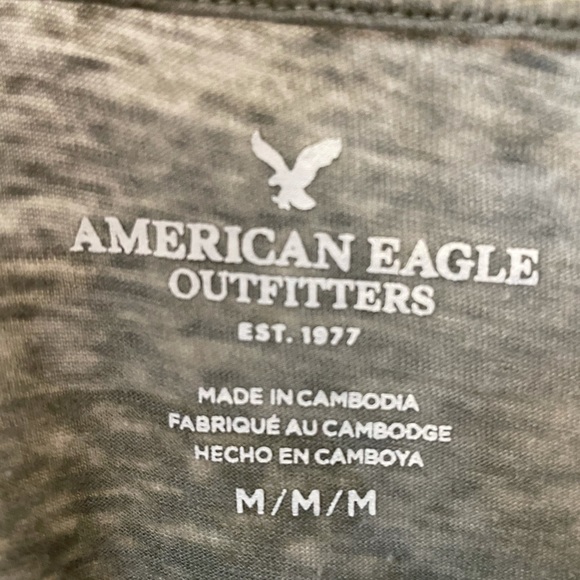 AMERICAN EAGLE
OUTFITTERS
EST. 1977
MADE IN CAMBODIA
FABRIQUÉ AU CAMBODGE
HECHO EN CAMBOYA
M/M/M